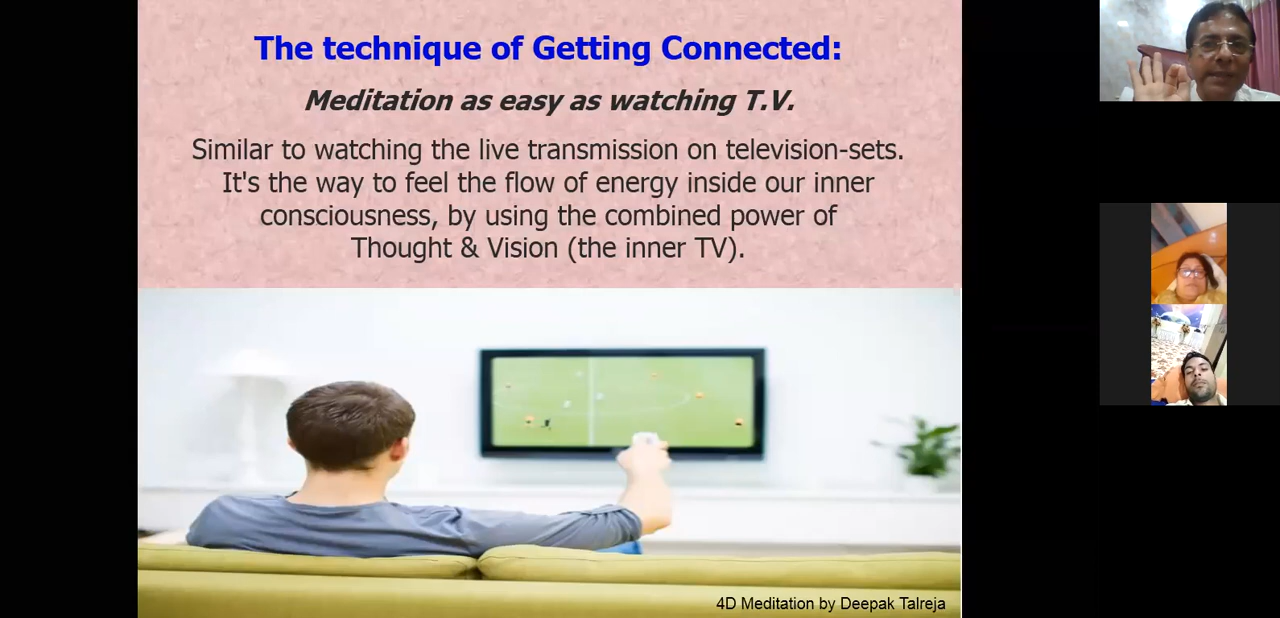 The technique of Getting Connected:
Meditation as easy as watching T.V.
Similar to watching the live transmission on television-sets.
It's the way to feel the flow of energy inside our inner
consciousness, by using the combined power of
Thought & Vision (the inner TV).
4D Meditation by Deepak Talreja